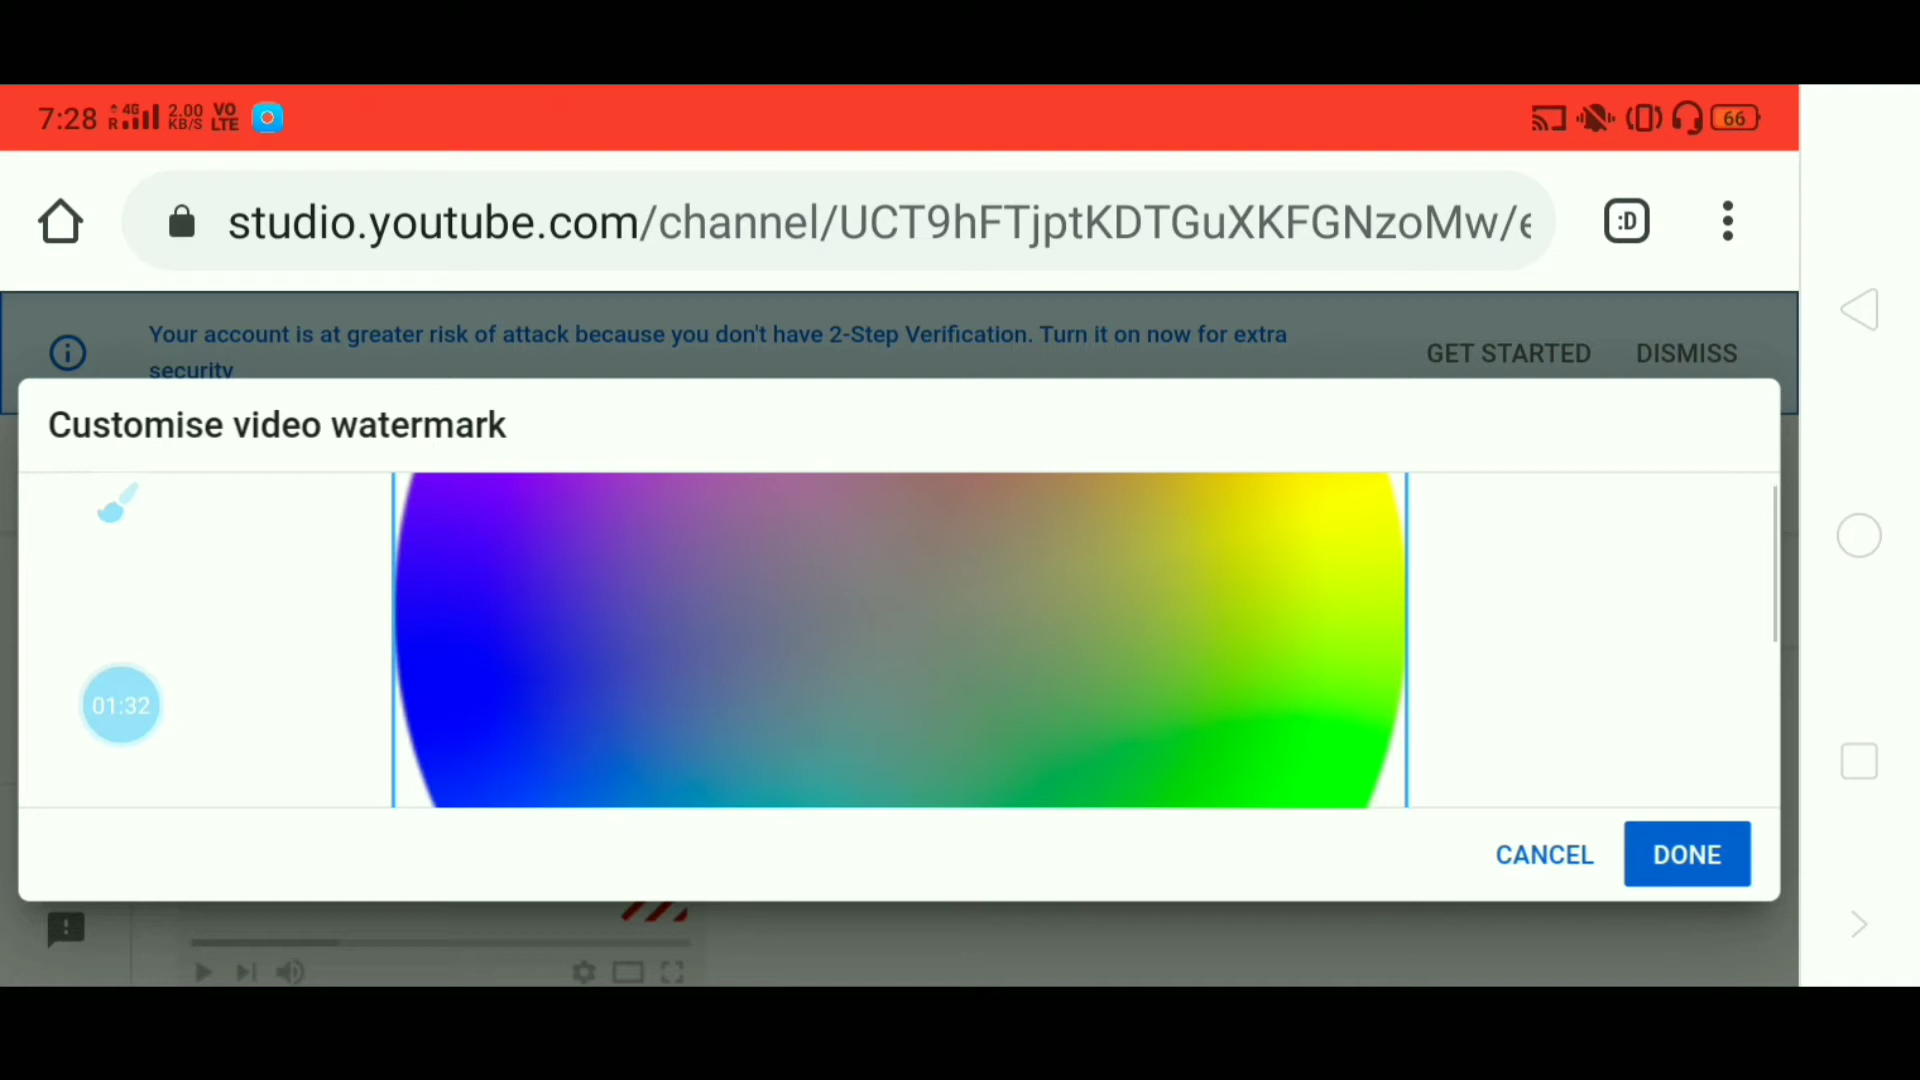 7:28 R 4G 2.00 KB/S VO LTE 66
studio.youtube.com/channel/UCT9hFTjptKDTGuXKFGNzoMw/e
:D
Your account is at greater risk of attack because you don't have 2-Step Verification. Turn it on now for extra
security
GET STARTED DISMISS
Customise video watermark
01:32
CANCEL DONE